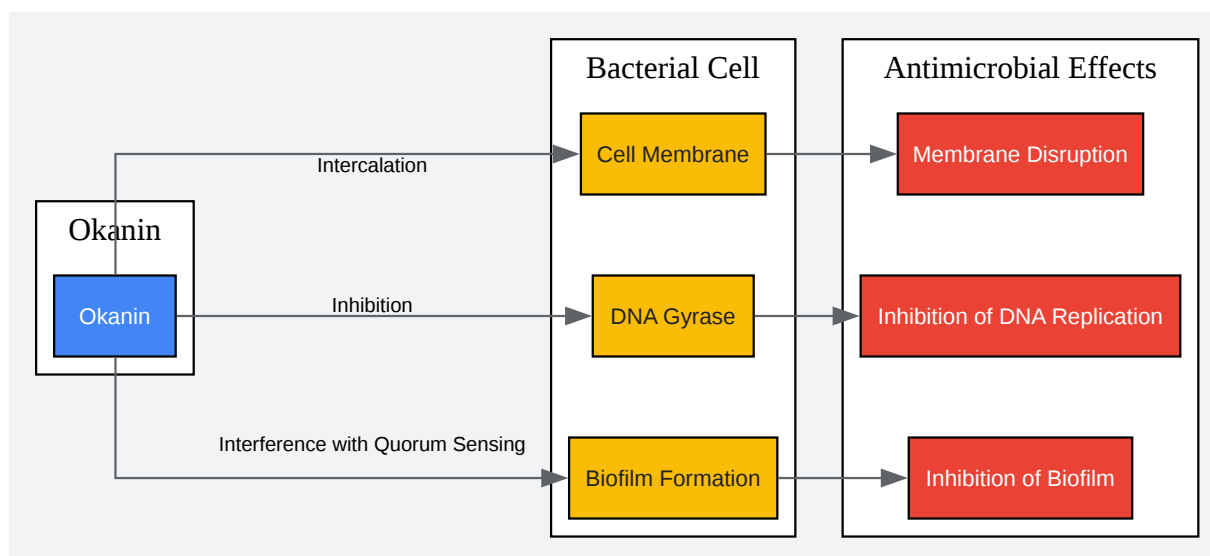 Bacterial Cell
Antimicrobial Effects
Cell Membrane
Membrane Disruption
Intercalation
Okanin
Okanin
Inhibition
DNA Gyrase
Inhibition of DNA Replication
Interference with Quorum Sensing
Biofilm Formation
Inhibition of Biofilm